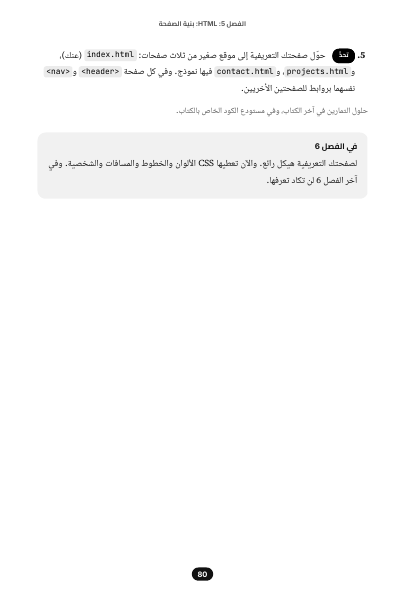 الفصل 5: HTML: بنية الصفحة
5. تحدٍّ حوّل صفحتك التعريفية إلى موقع صغير من ثلاث صفحات: index.html (عنك)،
و projects.html، و contact.html فيها نموذج. وفي كل صفحة <header> و <nav>
نفسهما بروابط للصفحتين الأخريين.
حلول التمارين في آخر الكتاب، وفي مستودع الكود الخاص بالكتاب.
في الفصل 6
لصفحتك التعريفية هيكل رائع. والآن تعطيها CSS الألوان والخطوط والمسافات والشخصية. وفي
آخر الفصل 6 لن تكاد تعرفها.
80